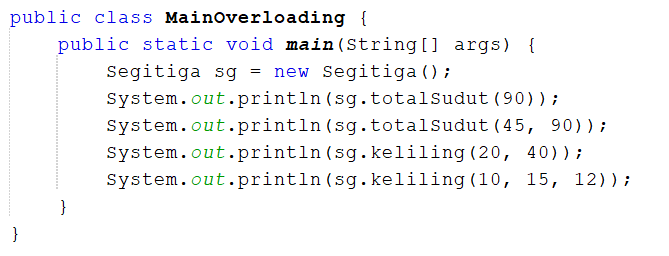 public class MainOverloading {
    public static void main(String[] args) {
        Segitiga sg = new Segitiga();
        System.out.println(sg.totalSudut(90));
        System.out.println(sg.totalSudut(45, 90));
        System.out.println(sg.keliling(20, 40));
        System.out.println(sg.keliling(10, 15, 12));
    }
}